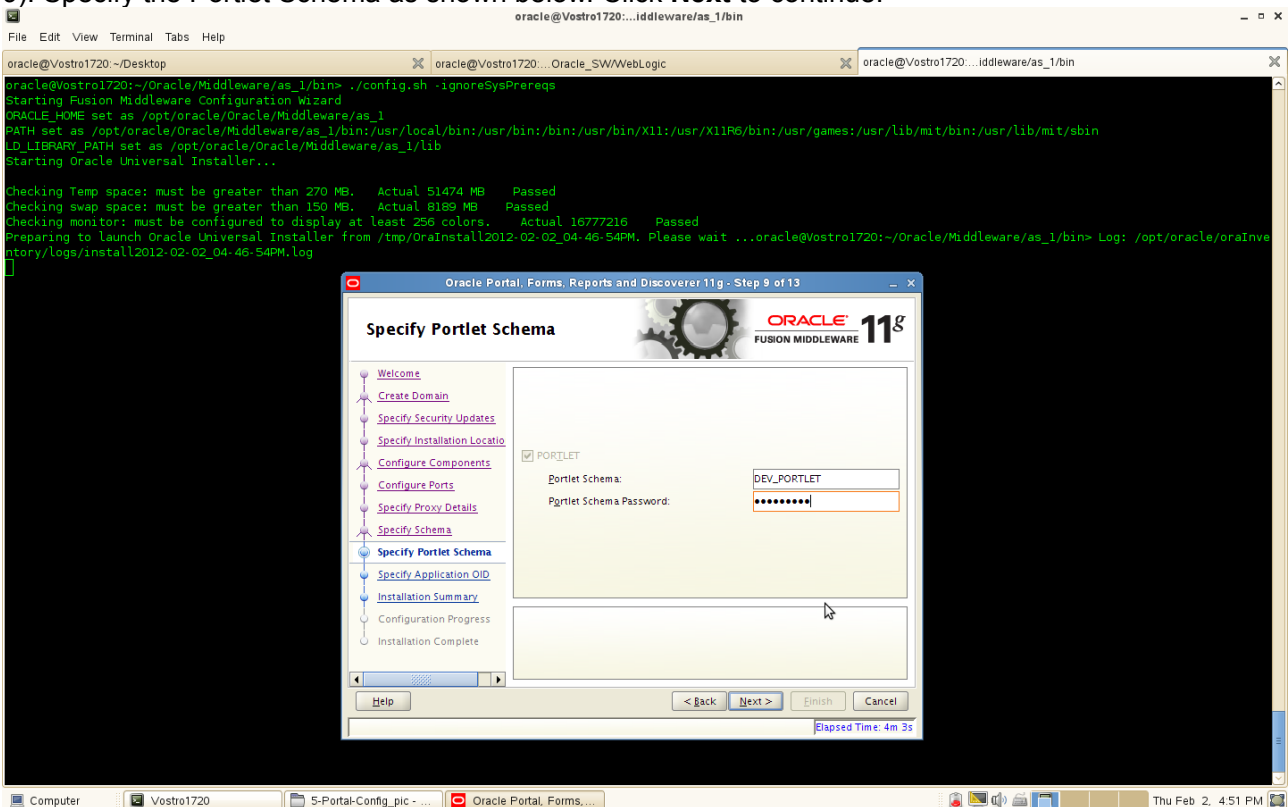 9). Specify the Portlet Schema as shown below. Click Next to continue.
oracle@Vostro1720:...iddleware/as_1/bin
File Edit View Terminal Tabs Help
oracle@Vostro1720:~/Desktop
oracle@Vostro1720:...Oracle_SW/WebLogic
oracle@Vostro1720:...iddleware/as_1/bin
oracle@Vostro1720:~/Oracle/Middleware/as_1/bin> ./config.sh -ignoreSysPrereqs
Starting Fusion Middleware Configuration Wizard
ORACLE_HOME set as /opt/oracle/Oracle/Middleware/as_1
PATH set as /opt/oracle/Oracle/Middleware/as_1/bin:/usr/local/bin:/usr/bin:/bin:/usr/bin/X11:/usr/X11R6/bin:/usr/games:/usr/lib/mit/bin:/usr/lib/mit/sbin
LD_LIBRARY_PATH set as /opt/oracle/Oracle/Middleware/as_1/lib
Starting Oracle Universal Installer...
Checking Temp space: must be greater than 270 MB. Actual 51474 MB Passed
Checking swap space: must be greater than 150 MB. Actual 8189 MB Passed
Checking monitor: must be configured to display at least 256 colors. Actual 16777216 Passed
Preparing to launch Oracle Universal Installer from /tmp/OraInstall2012-02-02_04-46-54PM. Please wait ...oracle@Vostro1720:~/Oracle/Middleware/as_1/bin> Log: /opt/oracle/oraInve
ntory/logs/install2012-02-02_04-46-54PM.log
Oracle Portal, Forms, Reports and Discoverer 11g - Step 9 of 13
Specify Portlet Schema
ORACLE
FUSION MIDDLEWARE 11g
Welcome
Create Domain
Specify Security Updates
Specify Installation Locatio
Configure Components
Configure Ports
Specify Proxy Details
Specify Schema
Specify Portlet Schema
Specify Application OID
Installation Summary
Configuration Progress
Installation Complete
PORTLET
Portlet Schema: DEV_PORTLET
Portlet Schema Password: •••••••••
Help
< Back
Next >
Finish
Cancel
Elapsed Time: 4m 3s
Computer
Vostro1720
5-Portal-Config_pic - ...
Oracle Portal, Forms,...
Thu Feb 2, 4:51 PM